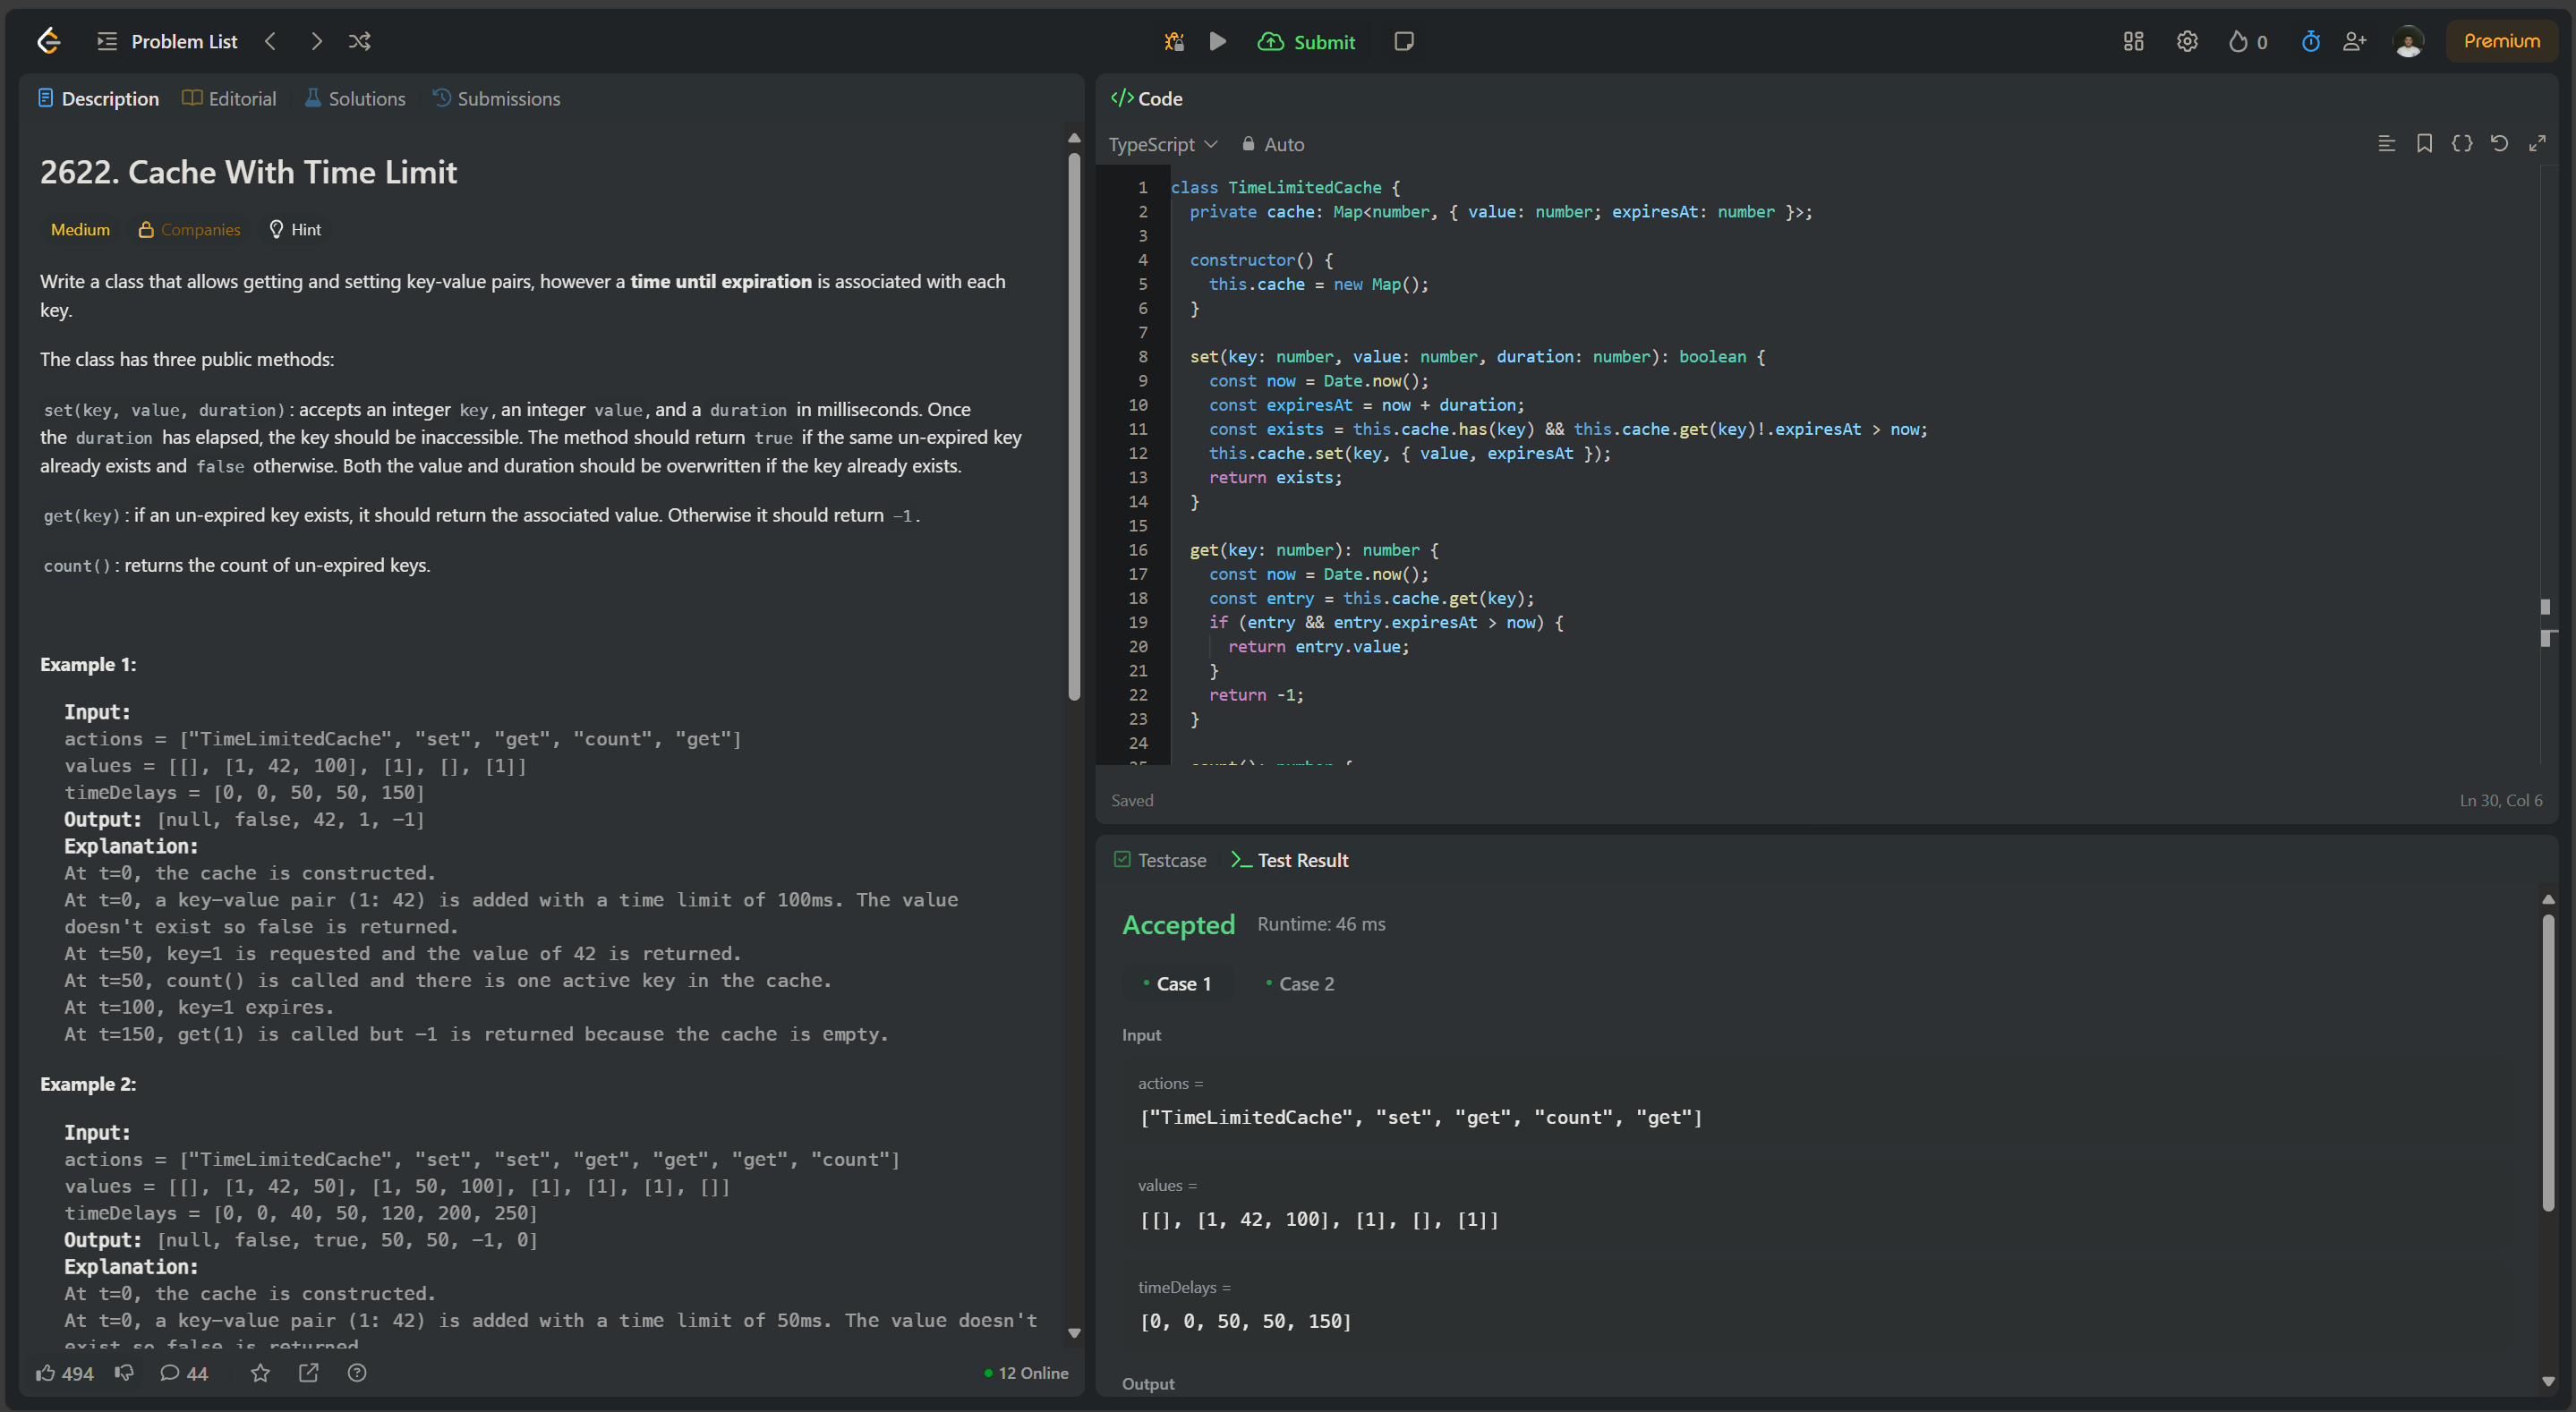 Problem List
Submit
0
Premium
Description
Editorial
Solutions
Submissions
2622. Cache With Time Limit
Medium
Companies
Hint
Write a class that allows getting and setting key-value pairs, however a time until expiration is associated with each
key.
The class has three public methods:
set(key, value, duration): accepts an integer key, an integer value, and a duration in milliseconds. Once
the duration has elapsed, the key should be inaccessible. The method should return true if the same un-expired key
already exists and false otherwise. Both the value and duration should be overwritten if the key already exists.
get(key): if an un-expired key exists, it should return the associated value. Otherwise it should return -1.
count(): returns the count of un-expired keys.
Example 1:
Input:
actions = ["TimeLimitedCache", "set", "get", "count", "get"]
values = [[], [1, 42, 100], [1], [], [1]]
timeDelays = [0, 0, 50, 50, 150]
Output: [null, false, 42, 1, -1]
Explanation:
At t=0, the cache is constructed.
At t=0, a key-value pair (1: 42) is added with a time limit of 100ms. The value
doesn't exist so false is returned.
At t=50, key=1 is requested and the value of 42 is returned.
At t=50, count() is called and there is one active key in the cache.
At t=100, key=1 expires.
At t=150, get(1) is called but -1 is returned because the cache is empty.
Example 2:
Input:
actions = ["TimeLimitedCache", "set", "set", "get", "get", "get", "count"]
values = [[], [1, 42, 50], [1, 50, 100], [1], [1], [1], []]
timeDelays = [0, 0, 40, 50, 120, 200, 250]
Output: [null, false, true, 50, 50, -1, 0]
Explanation:
At t=0, the cache is constructed.
At t=0, a key-value pair (1: 42) is added with a time limit of 50ms. The value doesn't
exist so false is returned.
494
44
12 Online
</> Code
TypeScript
Auto
1 class TimeLimitedCache {
2 private cache: Map<number, { value: number; expiresAt: number }>;
3
4 constructor() {
5 this.cache = new Map();
6 }
7
8 set(key: number, value: number, duration: number): boolean {
9 const now = Date.now();
10 const expiresAt = now + duration;
11 const exists = this.cache.has(key) && this.cache.get(key)!.expiresAt > now;
12 this.cache.set(key, { value, expiresAt });
13 return exists;
14 }
15
16 get(key: number): number {
17 const now = Date.now();
18 const entry = this.cache.get(key);
19 if (entry && entry.expiresAt > now) {
20 return entry.value;
21 }
22 return -1;
23 }
24
25 count(): number {
Saved
Ln 30, Col 6
Testcase
Test Result
Accepted
Runtime: 46 ms
Case 1
Case 2
Input
actions =
["TimeLimitedCache", "set", "get", "count", "get"]
values =
[[], [1, 42, 100], [1], [], [1]]
timeDelays =
[0, 0, 50, 50, 150]
Output